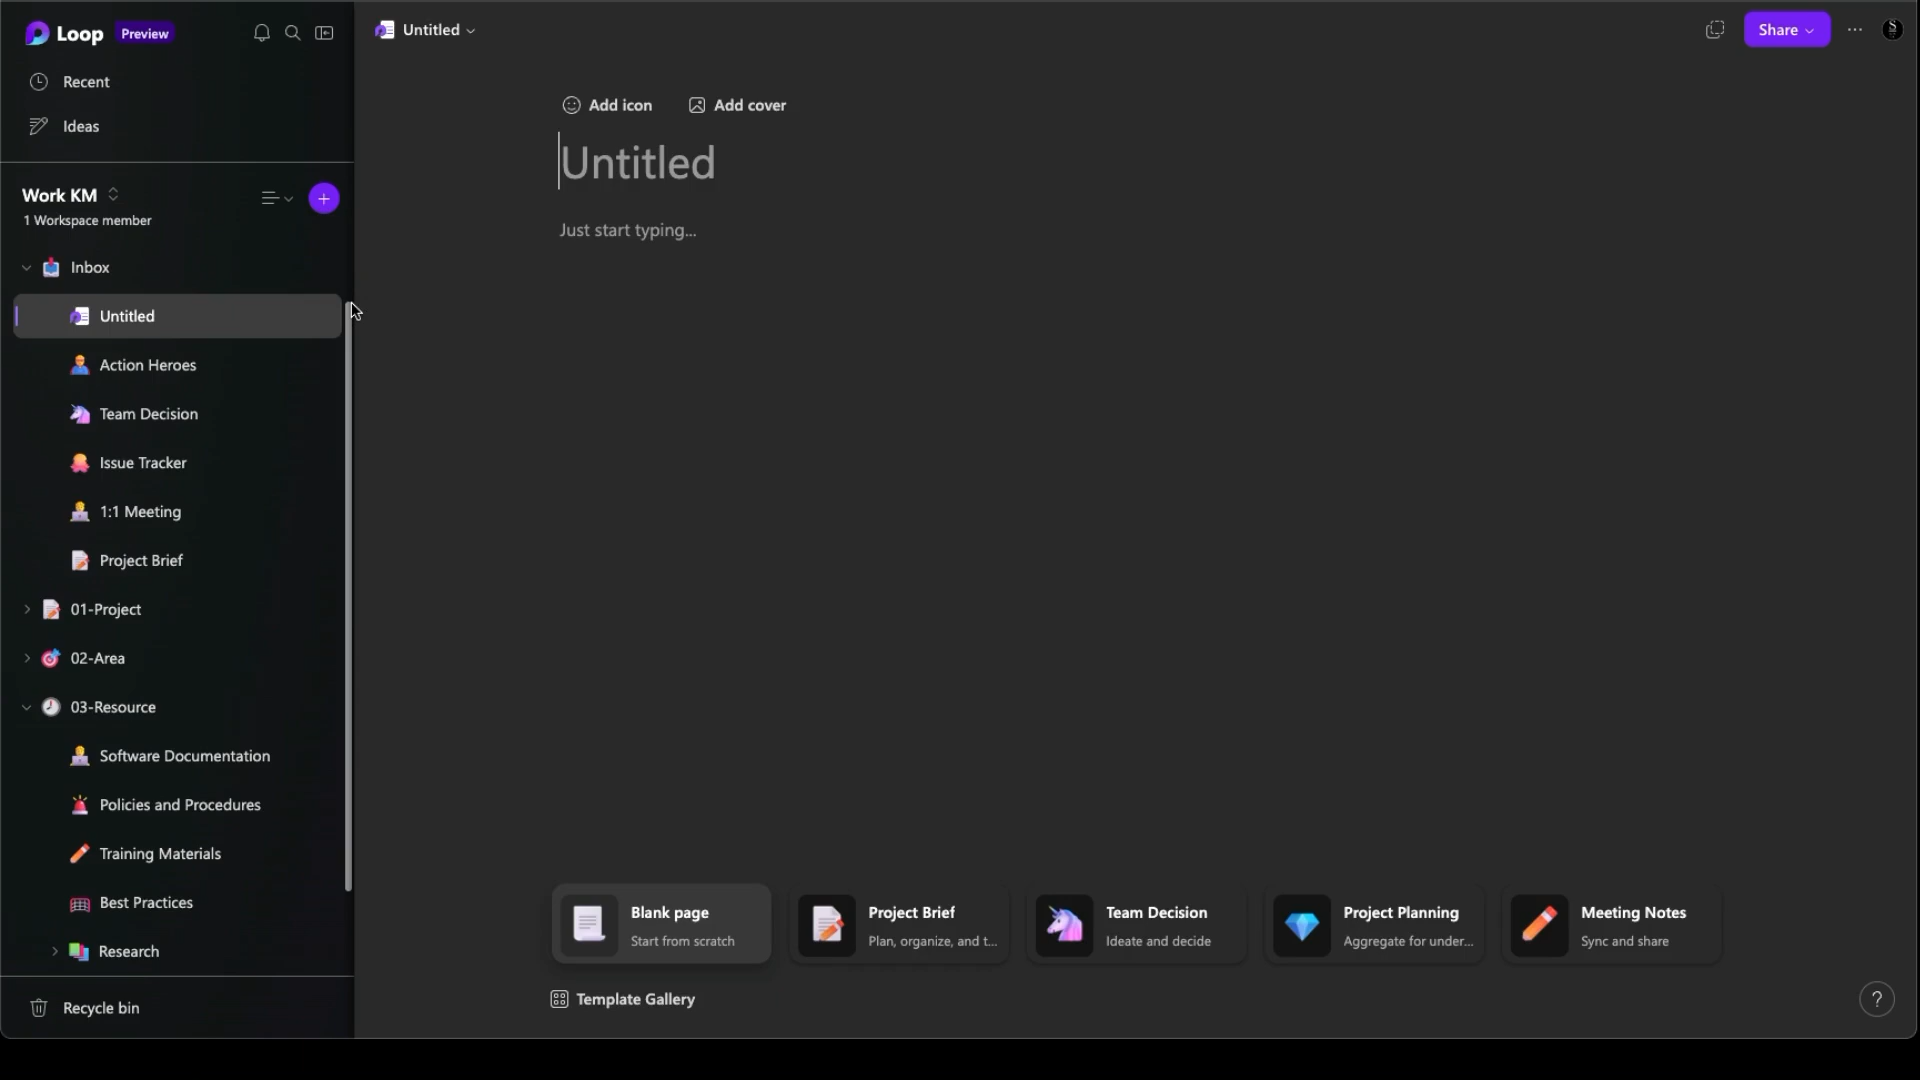 Loop Preview
Recent
Ideas
Work KM
1 Workspace member
Inbox
Untitled
Action Heroes
Team Decision
Issue Tracker
1:1 Meeting
Project Brief
01-Project
02-Area
03-Resource
Software Documentation
Policies and Procedures
Training Materials
Best Practices
Research
Recycle bin
Untitled
Share
S
Add icon
Add cover
Untitled
Just start typing...
Blank page
Start from scratch
Project Brief
Plan, organize, and t...
Team Decision
Ideate and decide
Project Planning
Aggregate for under...
Meeting Notes
Sync and share
Template Gallery
?